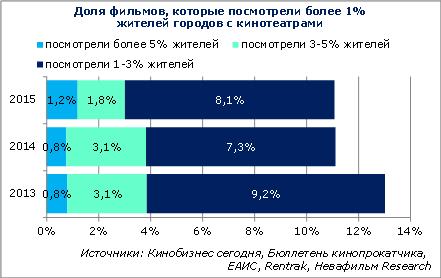 Доля фильмов, которые посмотрели более 1%
жителей городов с кинотеатрами
посмотрели более 5% жителей
посмотрели 3-5% жителей
посмотрели 1-3% жителей
2015
1,2%
1,8%
8,1%
2014
0,8%
3,1%
7,3%
2013
0,8%
3,1%
9,2%
0% 2% 4% 6% 8% 10% 12% 14%
Источники: Кинобизнес сегодня, Бюллетень кинопрокатчика,
ЕАИС, Rentrak, Невафильм Research